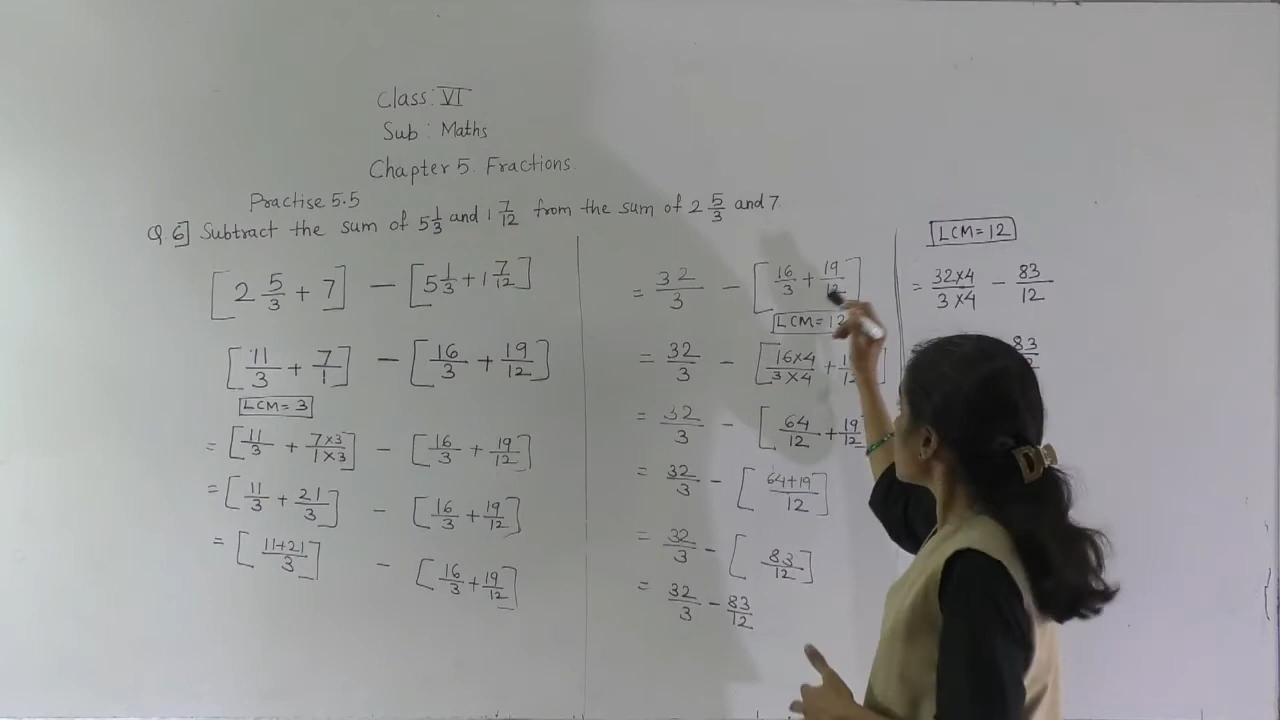 Class: VI
Sub: Maths
Chapter 5. Fractions.
Practise 5.5
Q.6] Subtract the sum of 5 1/3 and 1 7/12 from the sum of 2 5/3 and 7
[2 5/3 + 7] - [5 1/3 + 1 7/12]
[11/3 + 7/1] - [16/3 + 19/12]
LCM = 3
= [11/3 + 7×3/1×3] - [16/3 + 19/12]
= [11/3 + 21/3] - [16/3 + 19/12]
= [11+21/3] - [16/3 + 19/12]
= 32/3 - [16/3 + 19/12]
LCM = 12
= 32/3 - [16×4/3×4 +
= 32/3 - [64/12 + 19/12
= 32/3 - [64+19/12]
= 32/3 - [83/12]
= 32/3 - 83/12
LCM = 12
= 32×4/3×4 - 83/12
83